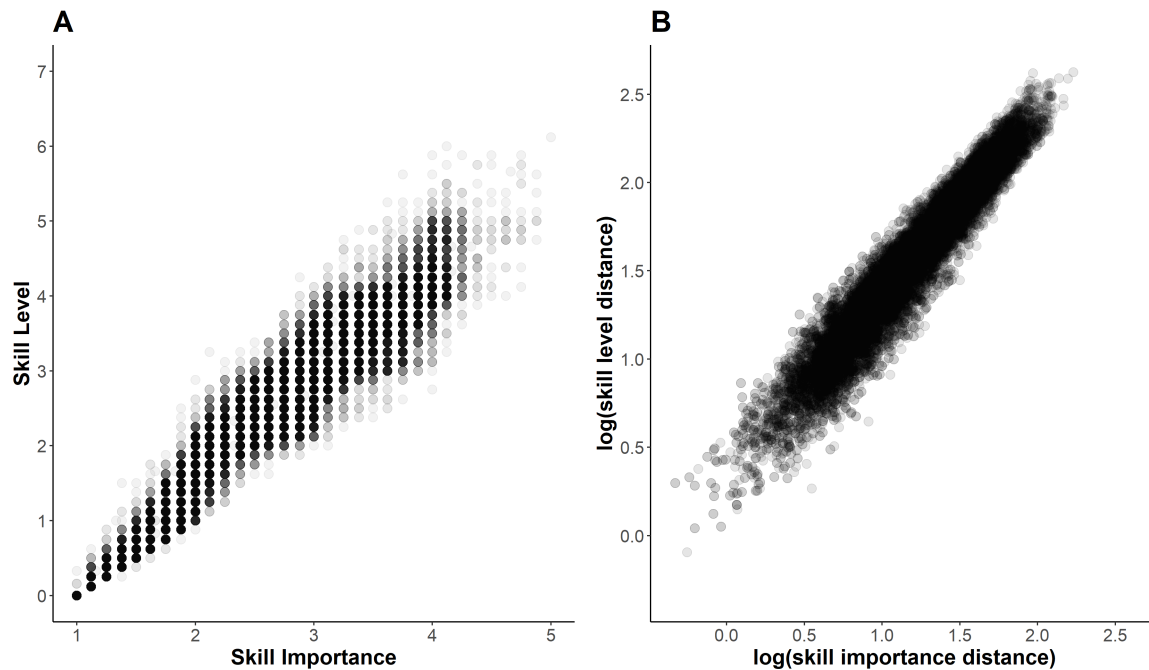 A
7
6
5
4
3
2
1
0
Skill Level
1 2 3 4 5
Skill Importance
B
2.5
2.0
1.5
1.0
0.5
0.0
log(skill level distance)
0.0 0.5 1.0 1.5 2.0 2.5
log(skill importance distance)